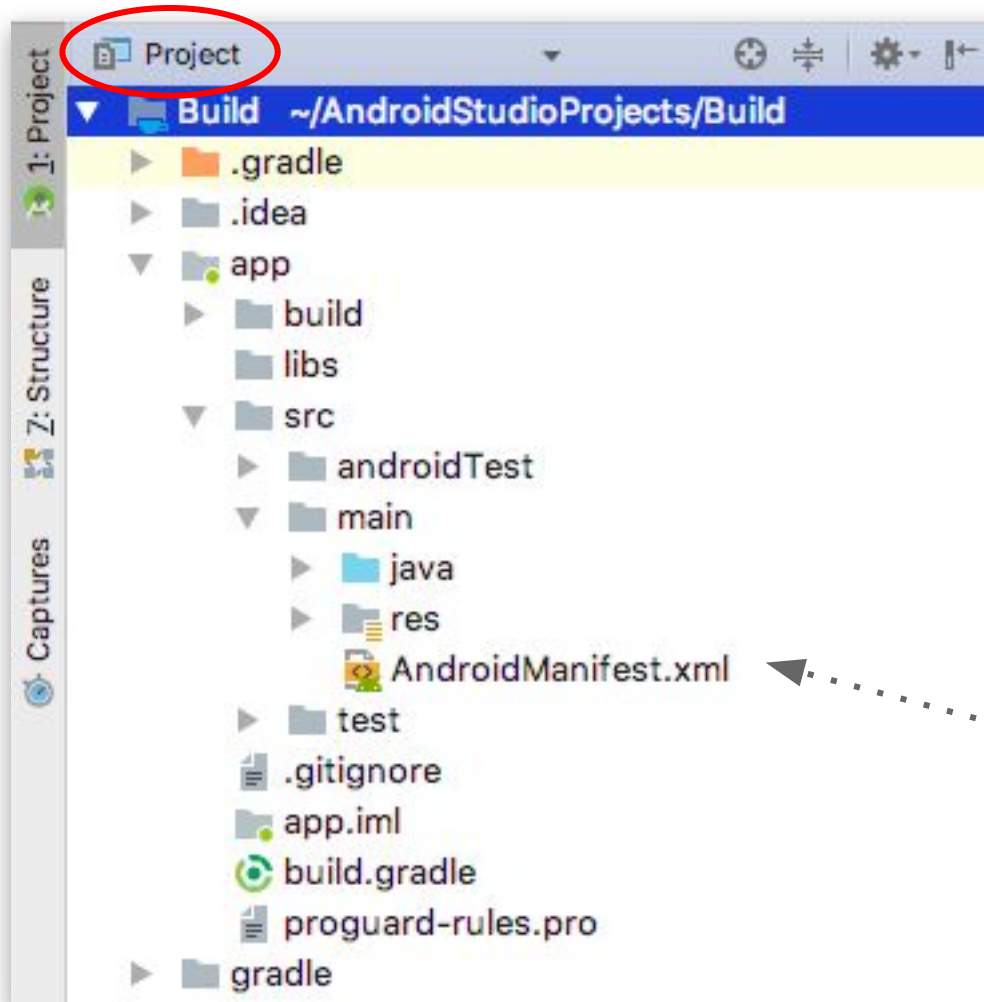 Project
Build ~/AndroidStudioProjects/Build
.gradle
.idea
app
build
libs
src
androidTest
main
java
res
AndroidManifest.xml
test
.gitignore
app.iml
build.gradle
proguard-rules.pro
gradle
1: Project
7: Structure
Captures